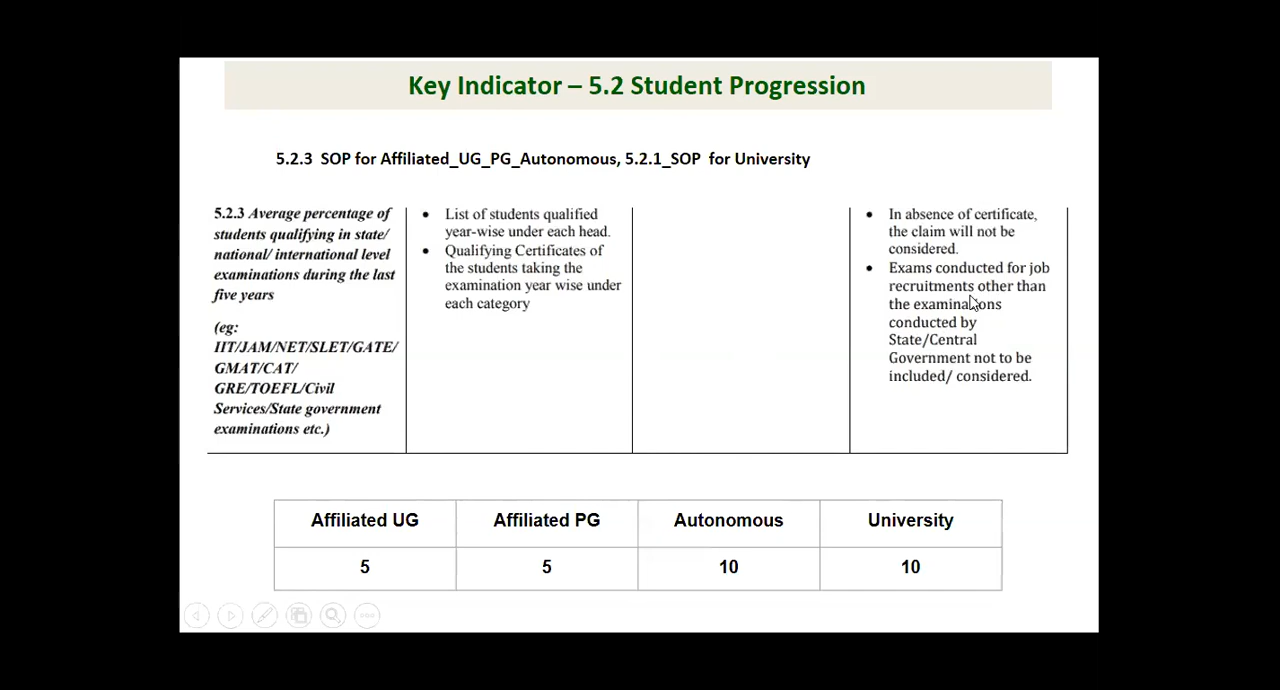 Key Indicator – 5.2 Student Progression
5.2.3 SOP for Affiliated_UG_PG_Autonomous, 5.2.1_SOP for University
5.2.3 Average percentage of
students qualifying in state/
national/ international level
examinations during the last
five years
(eg:
IIT/JAM/NET/SLET/GATE/
GMAT/CAT/
GRE/TOEFL/Civil
Services/State government
examinations etc.)
• List of students qualified
year-wise under each head.
• Qualifying Certificates of
the students taking the
examination year wise under
each category
• In absence of certificate,
the claim will not be
considered.
• Exams conducted for job
recruitments other than
the examinations
conducted by
State/Central
Government not to be
included/ considered.
Affiliated UG
Affiliated PG
Autonomous
University
5
5
10
10